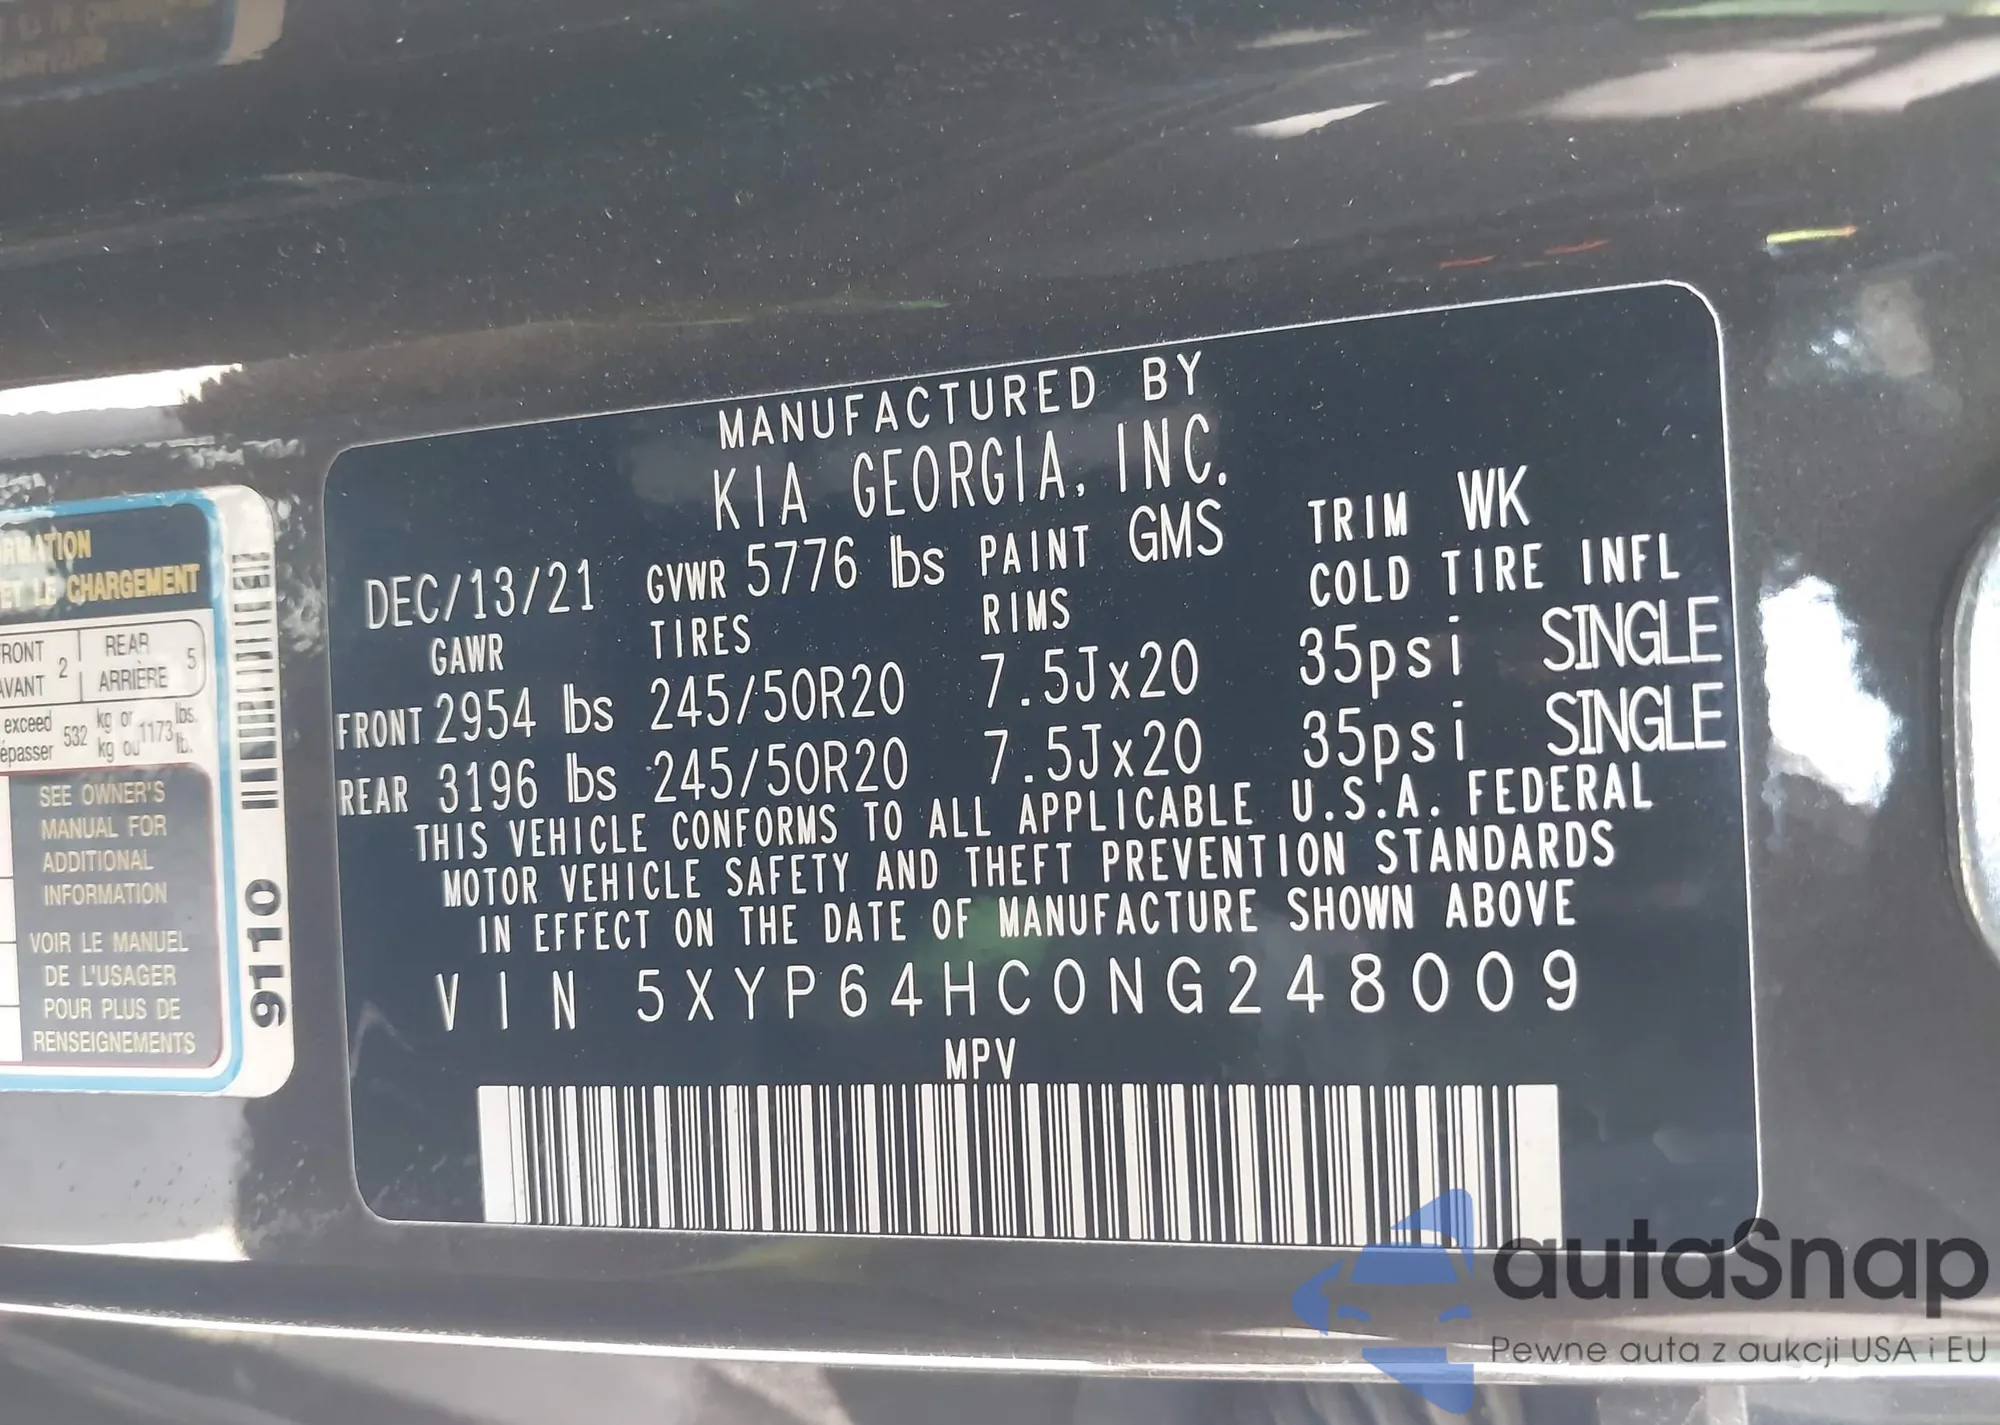 MANUFACTURED BY
KIA GEORGIA, INC.
DEC/13/21 GVWR 5776 lbs PAINT GMS TRIM WK
GAWR TIRES RIMS COLD TIRE INFL
FRONT 2954 lbs 245/50R20 7.5Jx20 35psi SINGLE
REAR 3196 lbs 245/50R20 7.5Jx20 35psi SINGLE
THIS VEHICLE CONFORMS TO ALL APPLICABLE U.S.A. FEDERAL
MOTOR VEHICLE SAFETY AND THEFT PREVENTION STANDARDS
IN EFFECT ON THE DATE OF MANUFACTURE SHOWN ABOVE
VIN 5XYP64HC0NG248009
MPV
RMATION
ET LE CHARGEMENT
RONT 2 REAR 5
AVANT ARRIÈRE
exceed 532 kg or 1173 lbs.
épasser kg ou lb.
SEE OWNER'S
MANUAL FOR
ADDITIONAL
INFORMATION
VOIR LE MANUEL
DE L'USAGER
POUR PLUS DE
RENSEIGNEMENTS
9110
autaSnap
Pewne auta z aukcji USA i EU